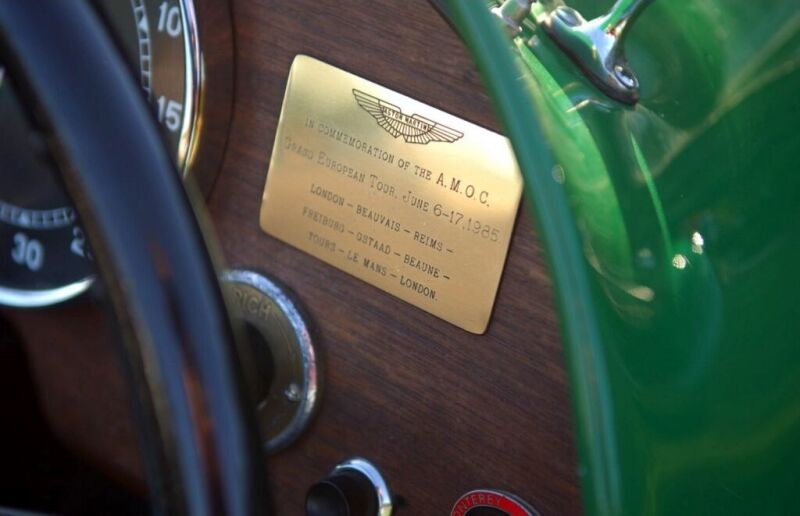 10
15
30
ASTON MARTIN
IN COMMEMORATION OF THE A.M.O.C.
GRAND EUROPEAN TOUR, JUNE 6-17.1985.
LONDON - BEAUVAIS - REIMS -
FREIBURG - GSTAAD - BEAUNE -
TOURS - LE MANS - LONDON.